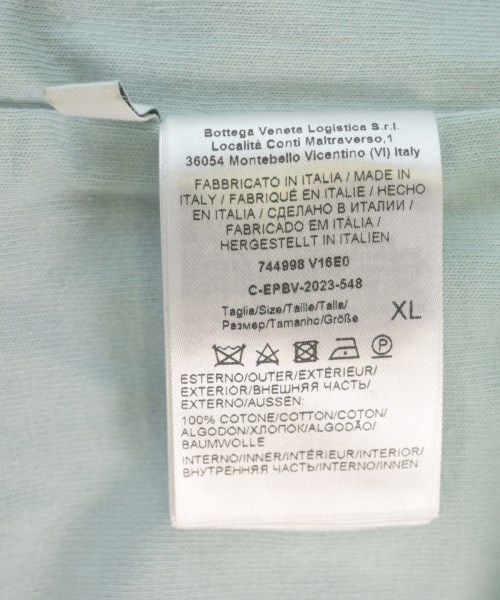 Bottega Veneta Logistica S.r.l.
Località Conti Maltraverso,1
36054 Montebello Vicentino (VI) Italy
FABBRICATO IN ITALIA / MADE IN
ITALY / FABRIQUÉ EN ITALIE / HECHO
EN ITALIA / СДЕЛАНО В ИТАЛИИ /
FABRICADO EM ITÁLIA /
HERGESTELLT IN ITALIEN
744998 V16E0
C-EPBV-2023-548
Taglia/Size/Taille/Talla/
Размер/Tamanho/Größe
XL
ESTERNO/OUTER/EXTÉRIEUR/
EXTERIOR/ВНЕШНЯЯ ЧАСТЬ/
EXTERNO/AUSSEN:
100% COTONE/COTTON/COTON/
ALGODON/ХЛОПОК/ALGODÃO/
BAUMWOLLE
INTERNO/INNER/INTÉRIEUR/INTERIOR/
ВНУТРЕННЯЯ ЧАСТЬ/INTERNO/INNEN: